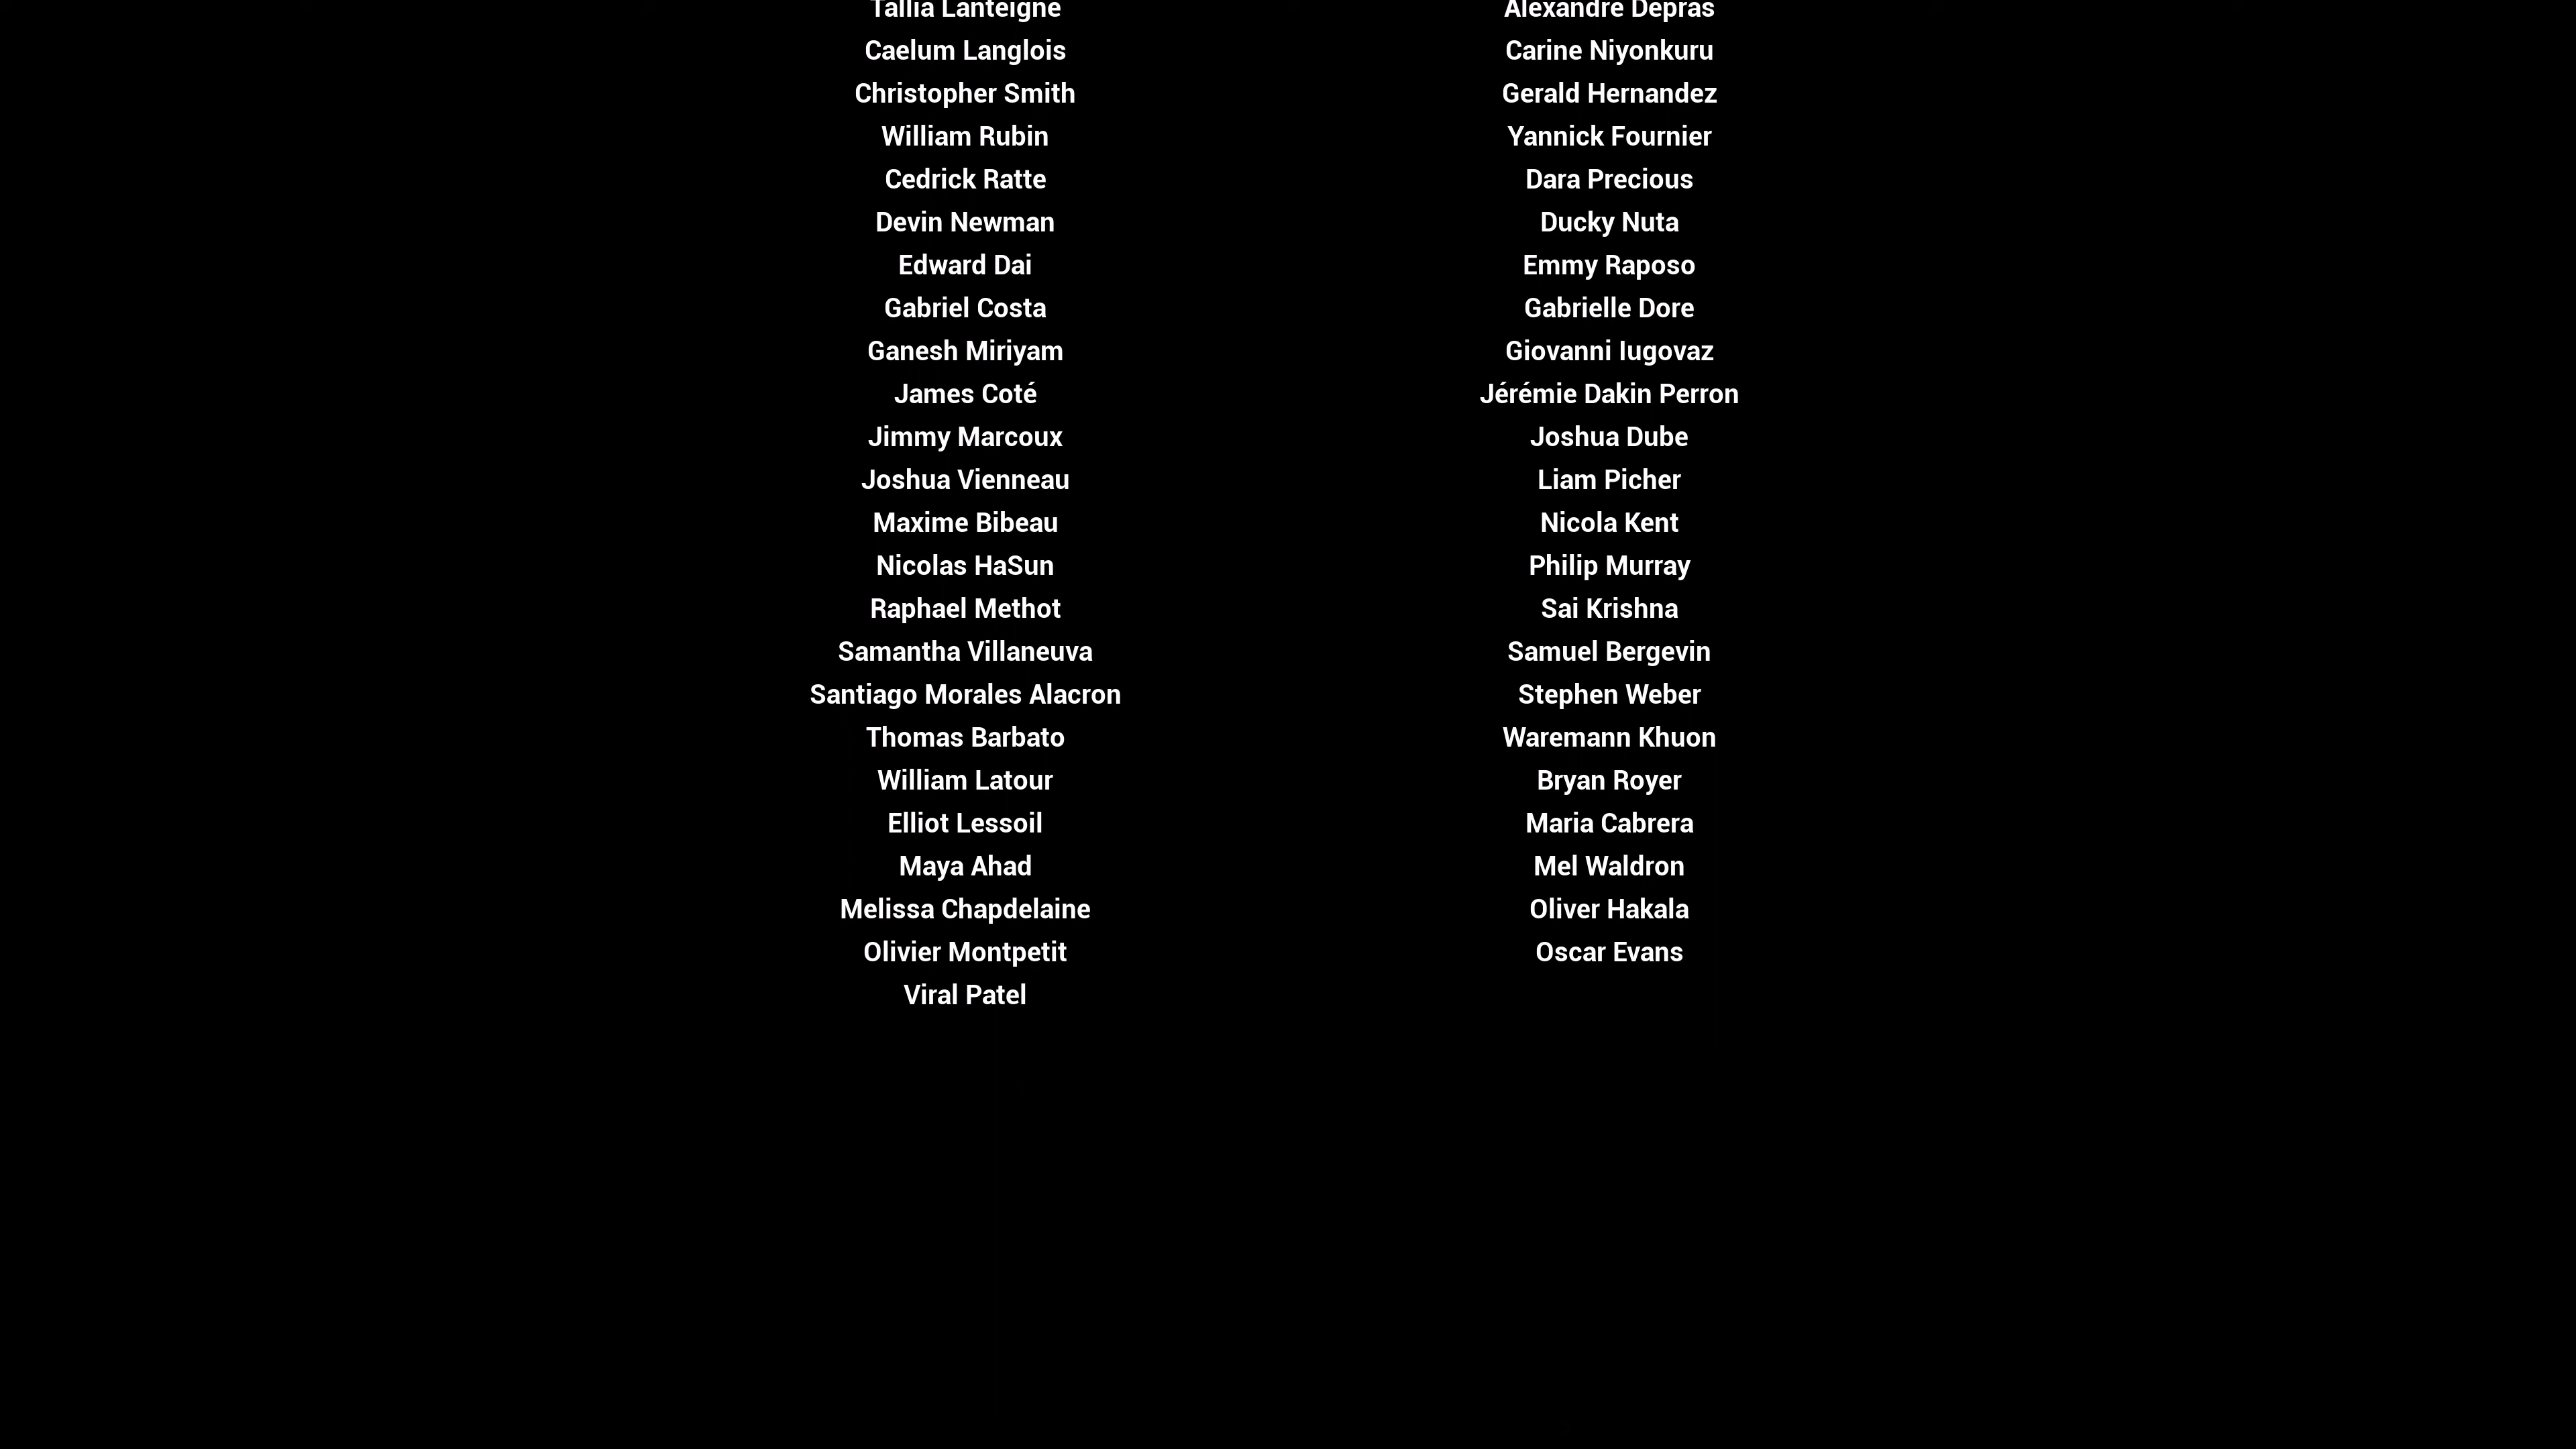 Tallia Lanteigne
Alexandre Depras
Caelum Langlois
Carine Niyonkuru
Christopher Smith
Gerald Hernandez
William Rubin
Yannick Fournier
Cedrick Ratte
Dara Precious
Devin Newman
Ducky Nuta
Edward Dai
Emmy Raposo
Gabriel Costa
Gabrielle Dore
Ganesh Miriyam
Giovanni Iugovaz
James Coté
Jérémie Dakin Perron
Jimmy Marcoux
Joshua Dube
Joshua Vienneau
Liam Picher
Maxime Bibeau
Nicola Kent
Nicolas HaSun
Philip Murray
Raphael Methot
Sai Krishna
Samantha Villaneuva
Samuel Bergevin
Santiago Morales Alacron
Stephen Weber
Thomas Barbato
Waremann Khuon
William Latour
Bryan Royer
Elliot Lessoil
Maria Cabrera
Maya Ahad
Mel Waldron
Melissa Chapdelaine
Oliver Hakala
Olivier Montpetit
Oscar Evans
Viral Patel